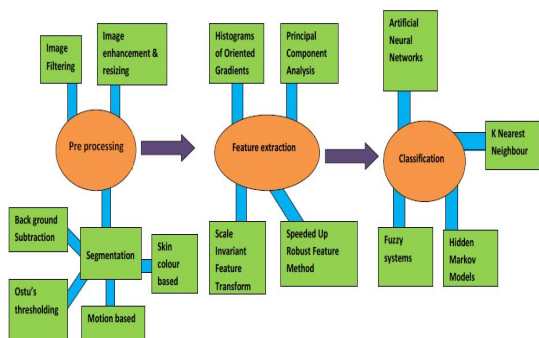 Image
Filtering
Image
enhancement &
resizing
Pre processing
Back ground
Subtraction
Segmentation
Skin
colour
based
Ostu's
thresholding
Motion based
Histograms
of Oriented
Gradients
Principal
Component
Analysis
Feature extraction
Scale
Invariant
Feature
Transform
Speeded Up
Robust Feature
Method
Artificial
Neural
Networks
K Nearest
Neighbour
Classification
Fuzzy
systems
Hidden
Markov
Models